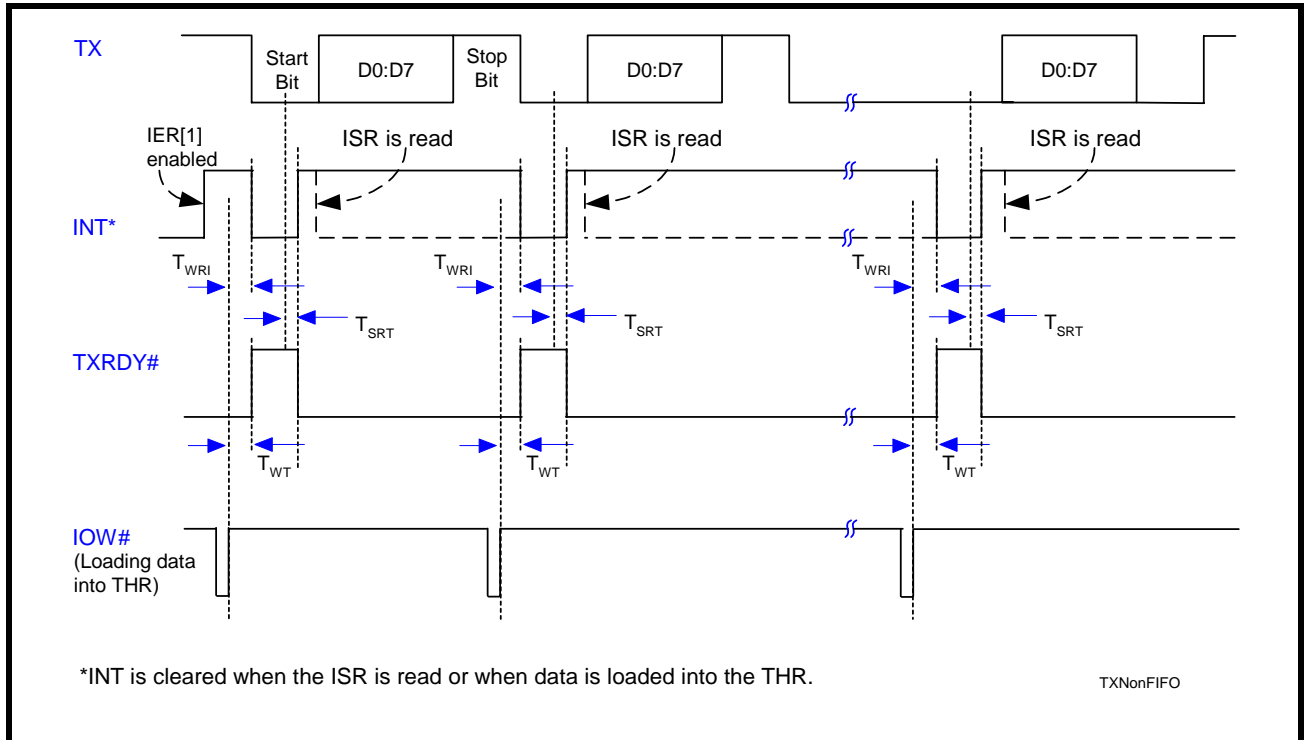 TX
Start
Bit
D0:D7
Stop
Bit
D0:D7
D0:D7
IER[1]
enabled
ISR is read
ISR is read
ISR is read
INT*
TWRI
TWRI
TWRI
TSRT
TSRT
TSRT
TXRDY#
TWT
TWT
TWT
IOW#
(Loading data
into THR)
*INT is cleared when the ISR is read or when data is loaded into the THR.
TXNonFIFO